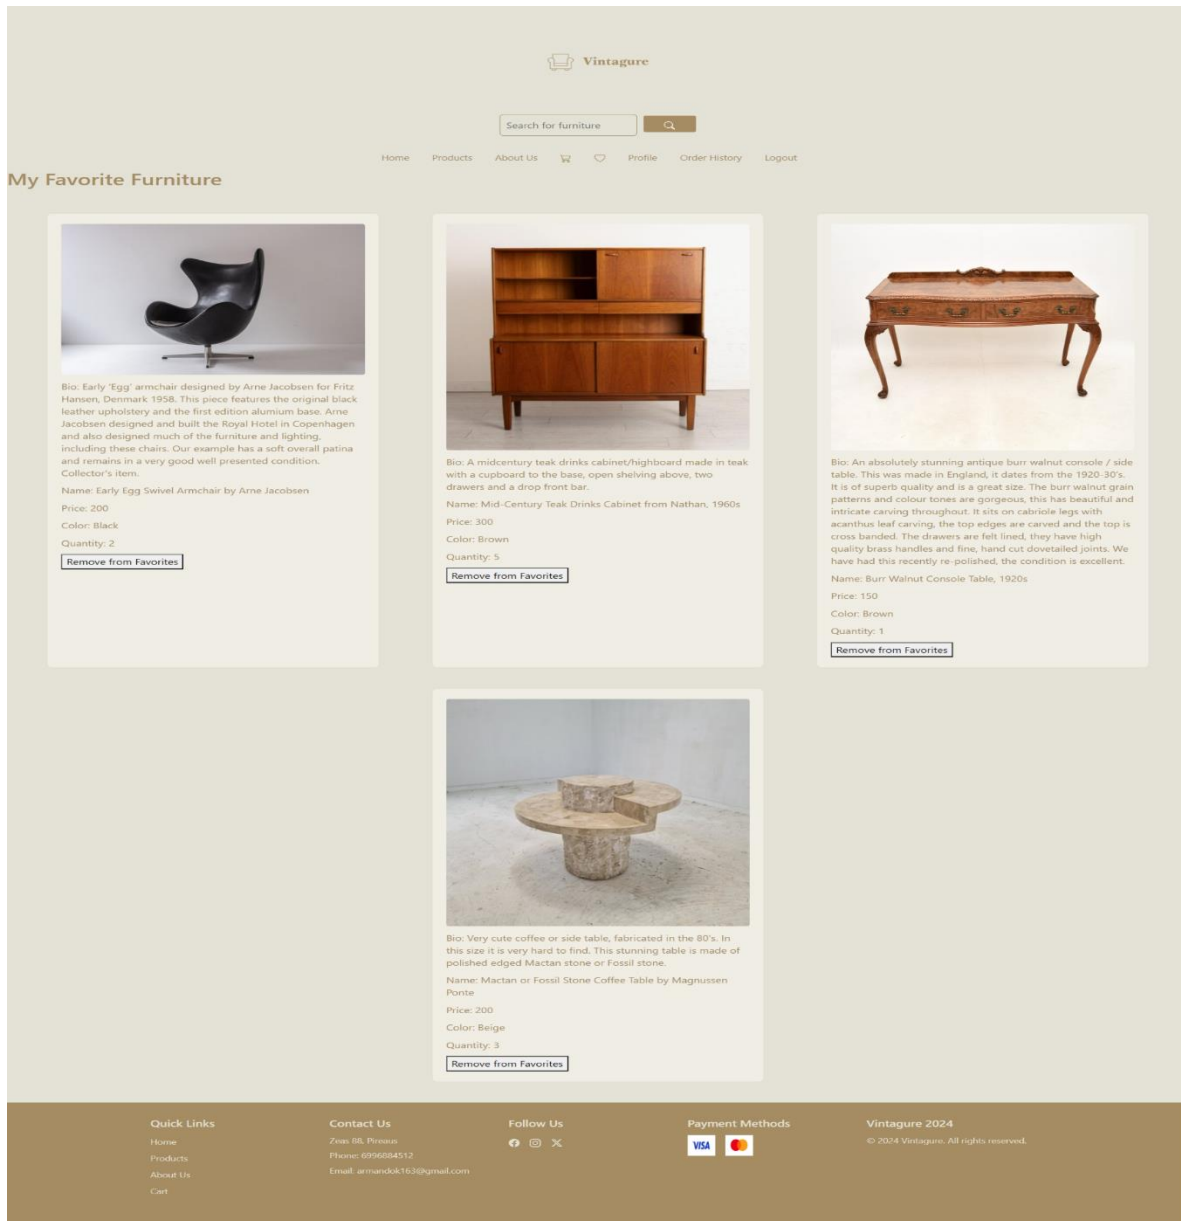 Vintagure
Search for furniture
Home Products About Us Profile Order History Logout
My Favorite Furniture
Bio: Early 'Egg' armchair designed by Arne Jacobsen for Fritz
Hansen, Denmark 1958. This piece features the original black
leather upholstery and the first edition alumium base. Arne
Jacobsen designed and built the Royal Hotel in Copenhagen
and also designed much of the furniture and lighting,
including these chairs. Our example has a soft overall patina
and remains in a very good well presented condition.
Collector's item.
Name: Early Egg Swivel Armchair by Arne Jacobsen
Price: 200
Color: Black
Quantity: 2
Remove from Favorites
Bio: A midcentury teak drinks cabinet/highboard made in teak
with a cupboard to the base, open shelving above, two
drawers and a drop front bar.
Name: Mid-Century Teak Drinks Cabinet from Nathan, 1960s
Price: 300
Color: Brown
Quantity: 5
Remove from Favorites
Bio: An absolutely stunning antique burr walnut console / side
table. This was made in England, it dates from the 1920-30's.
It is of superb quality and is a great size. The burr walnut grain
patterns and colour tones are gorgeous, this has beautiful and
intricate carving throughout. It sits on cabriole legs with
acanthus leaf carving, the top edges are carved and the top is
cross banded. The drawers are felt lined, they have high
quality brass handles and fine, hand cut dovetailed joints. We
have had this recently re-polished, the condition is excellent.
Name: Burr Walnut Console Table, 1920s
Price: 150
Color: Brown
Quantity: 1
Remove from Favorites
Bio: Very cute coffee or side table, fabricated in the 80's. In
this size it is very hard to find. This stunning table is made of
polished edged Mactan stone or Fossil stone.
Name: Mactan or Fossil Stone Coffee Table by Magnussen
Ponte
Price: 200
Color: Beige
Quantity: 3
Remove from Favorites
Quick Links
Home
Products
About Us
Cart
Contact Us
Zeas 88, Pireaus
Phone: 6996884512
Email: armandok163@gmail.com
Follow Us
Payment Methods
VISA
Vintagure 2024
© 2024 Vintagure. All rights reserved.